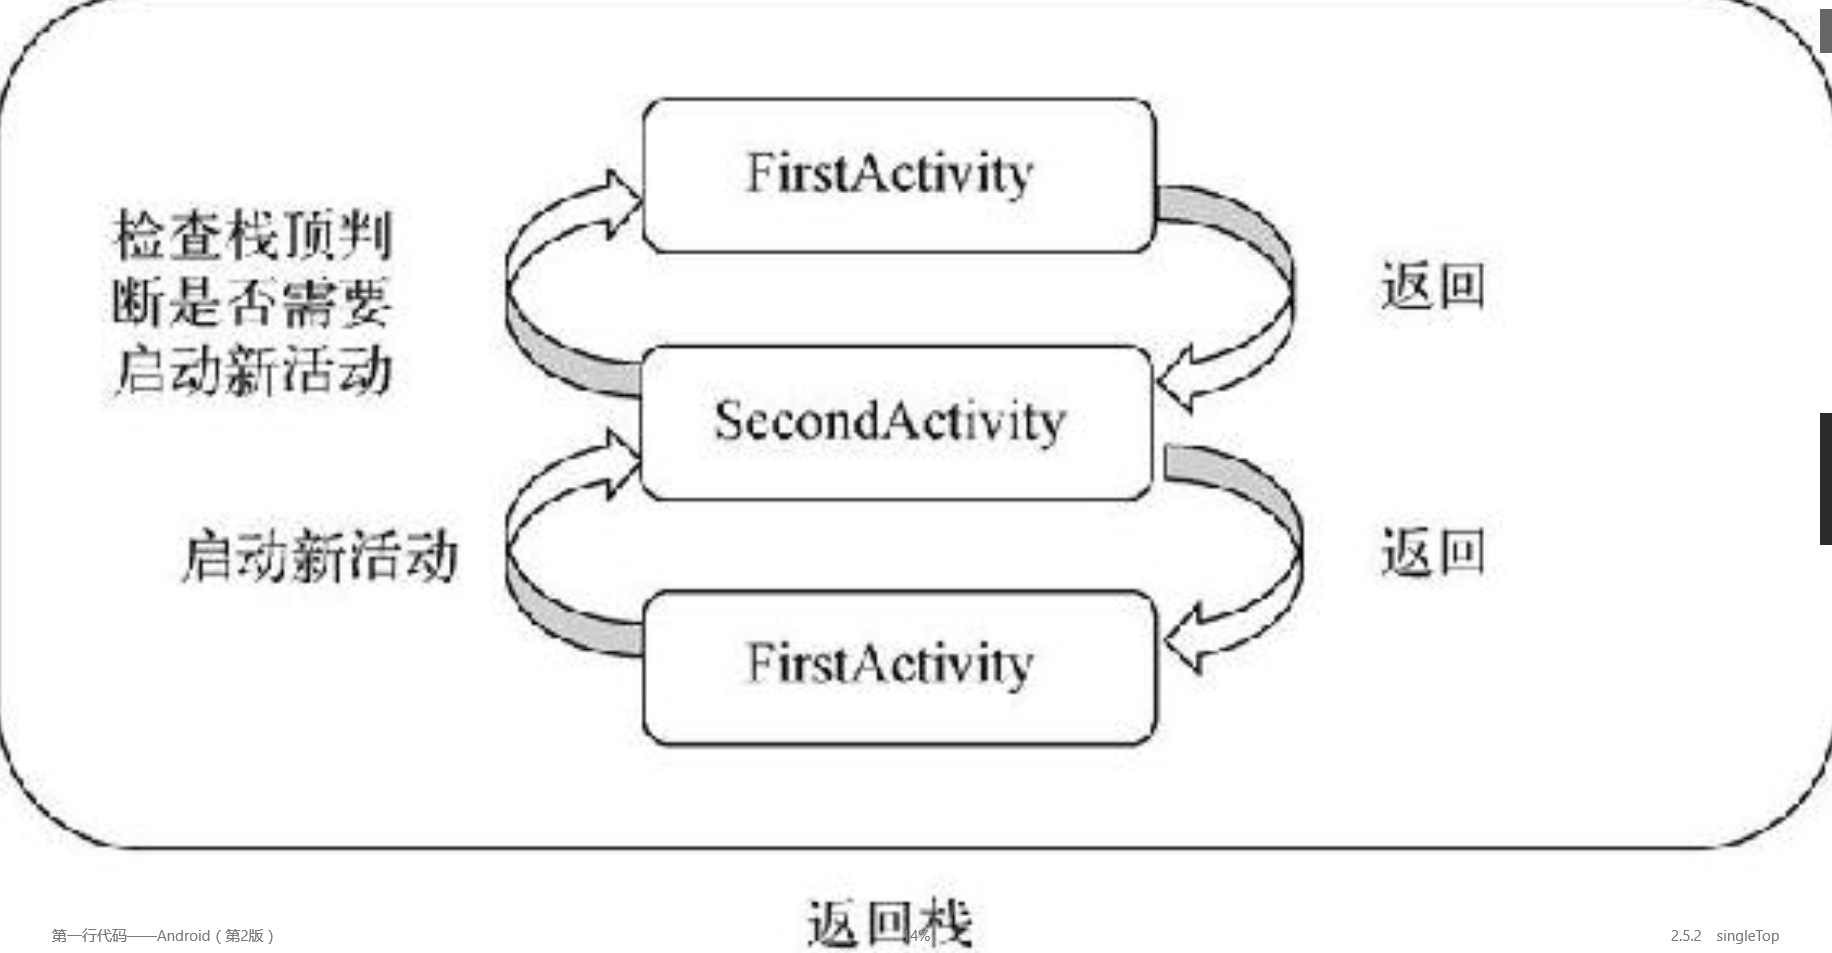 FirstActivity
检查栈顶判
断是否需要
启动新活动
返回
SecondActivity
启动新活动
返回
FirstActivity
返回栈
第一行代码——Android（第2版）
4%
2.5.2 singleTop